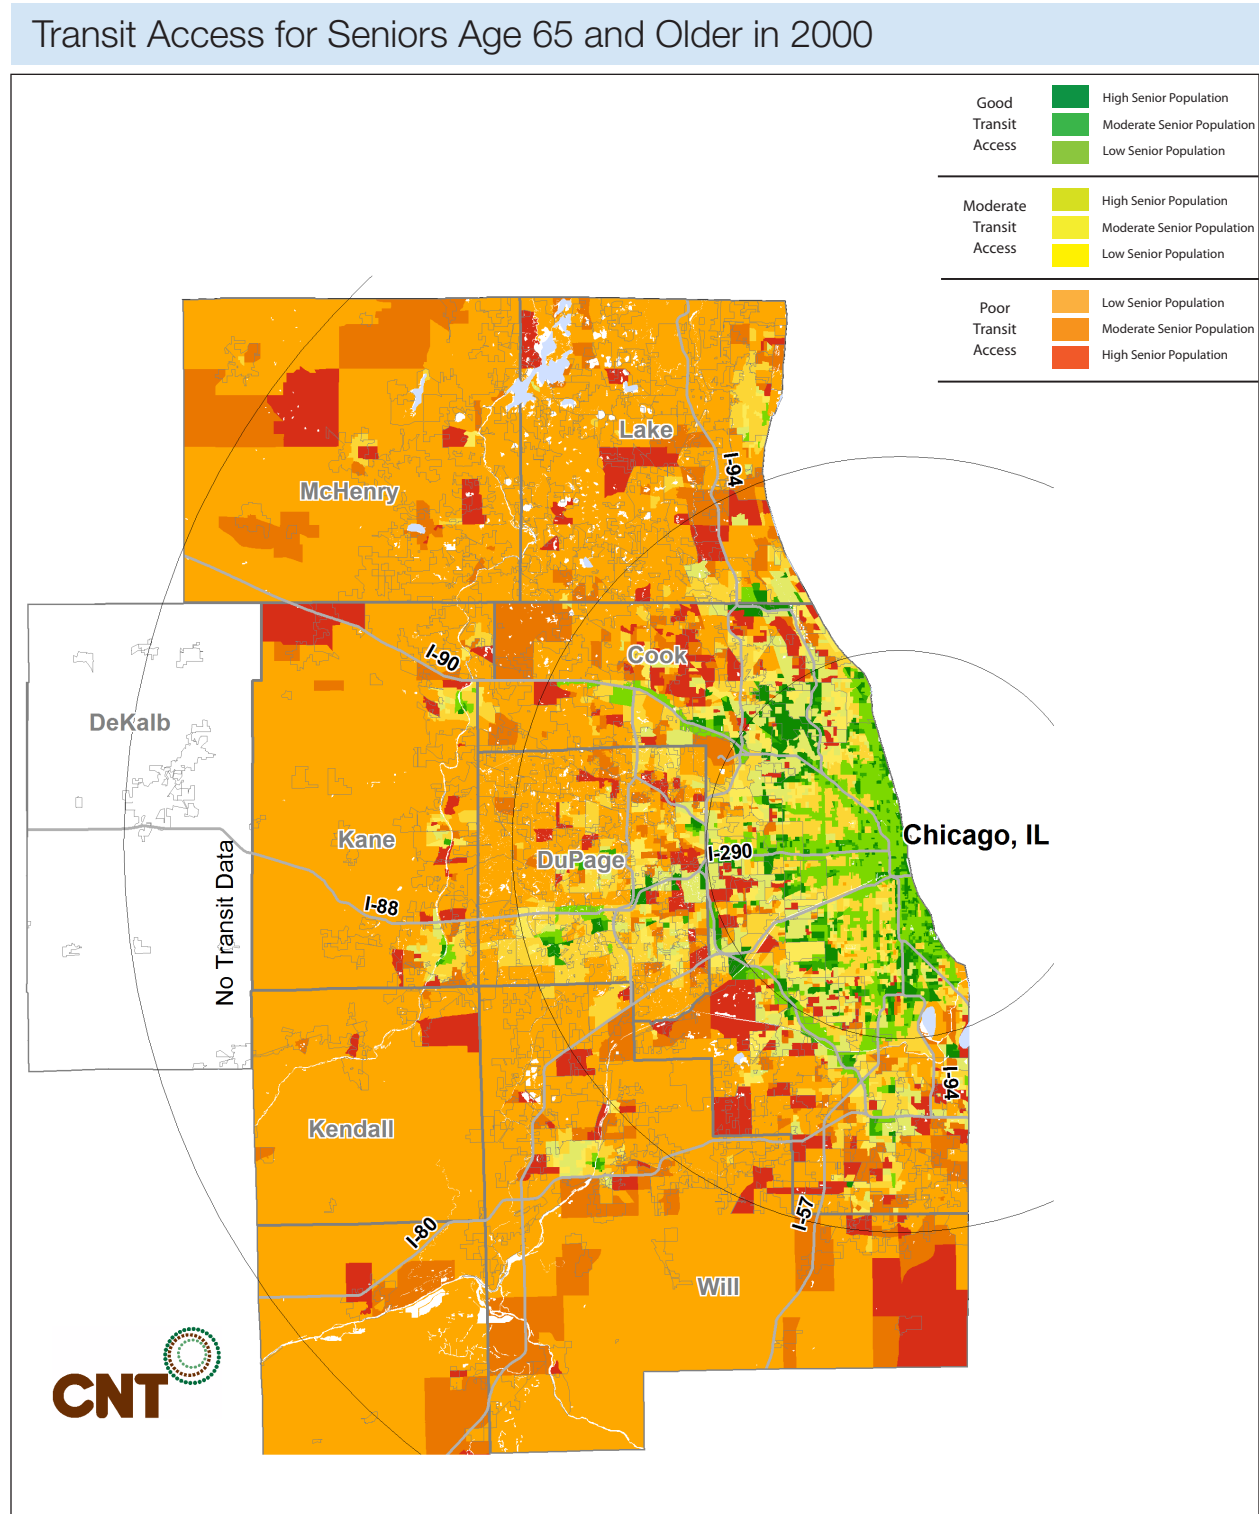 Transit Access for Seniors Age 65 and Older in 2000
Good
Transit
Access
High Senior Population
Moderate Senior Population
Low Senior Population
Moderate
Transit
Access
High Senior Population
Moderate Senior Population
Low Senior Population
Poor
Transit
Access
Low Senior Population
Moderate Senior Population
High Senior Population
Lake
I-94
McHenry
I-90
Cook
DeKalb
Kane
DuPage
I-290
Chicago, IL
No Transit Data
I-88
I-94
Kendall
I-57
I-80
Will
CNT